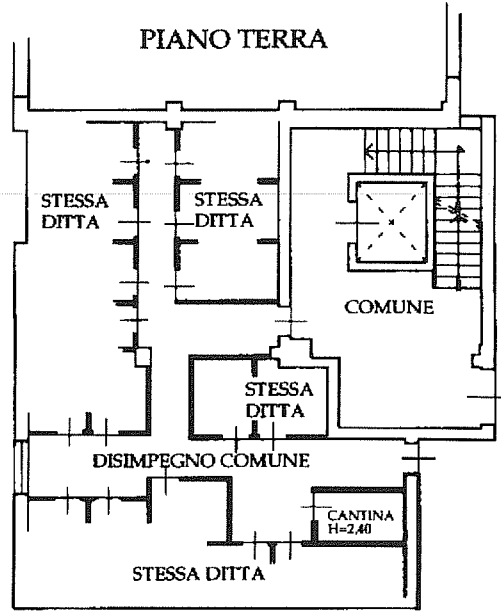 PIANO TERRA
STESSA
DITTA
STESSA
DITTA
COMUNE
STESSA
DITTA
DISIMPEGNO COMUNE
CANTINA
H=2,40
STESSA DITTA